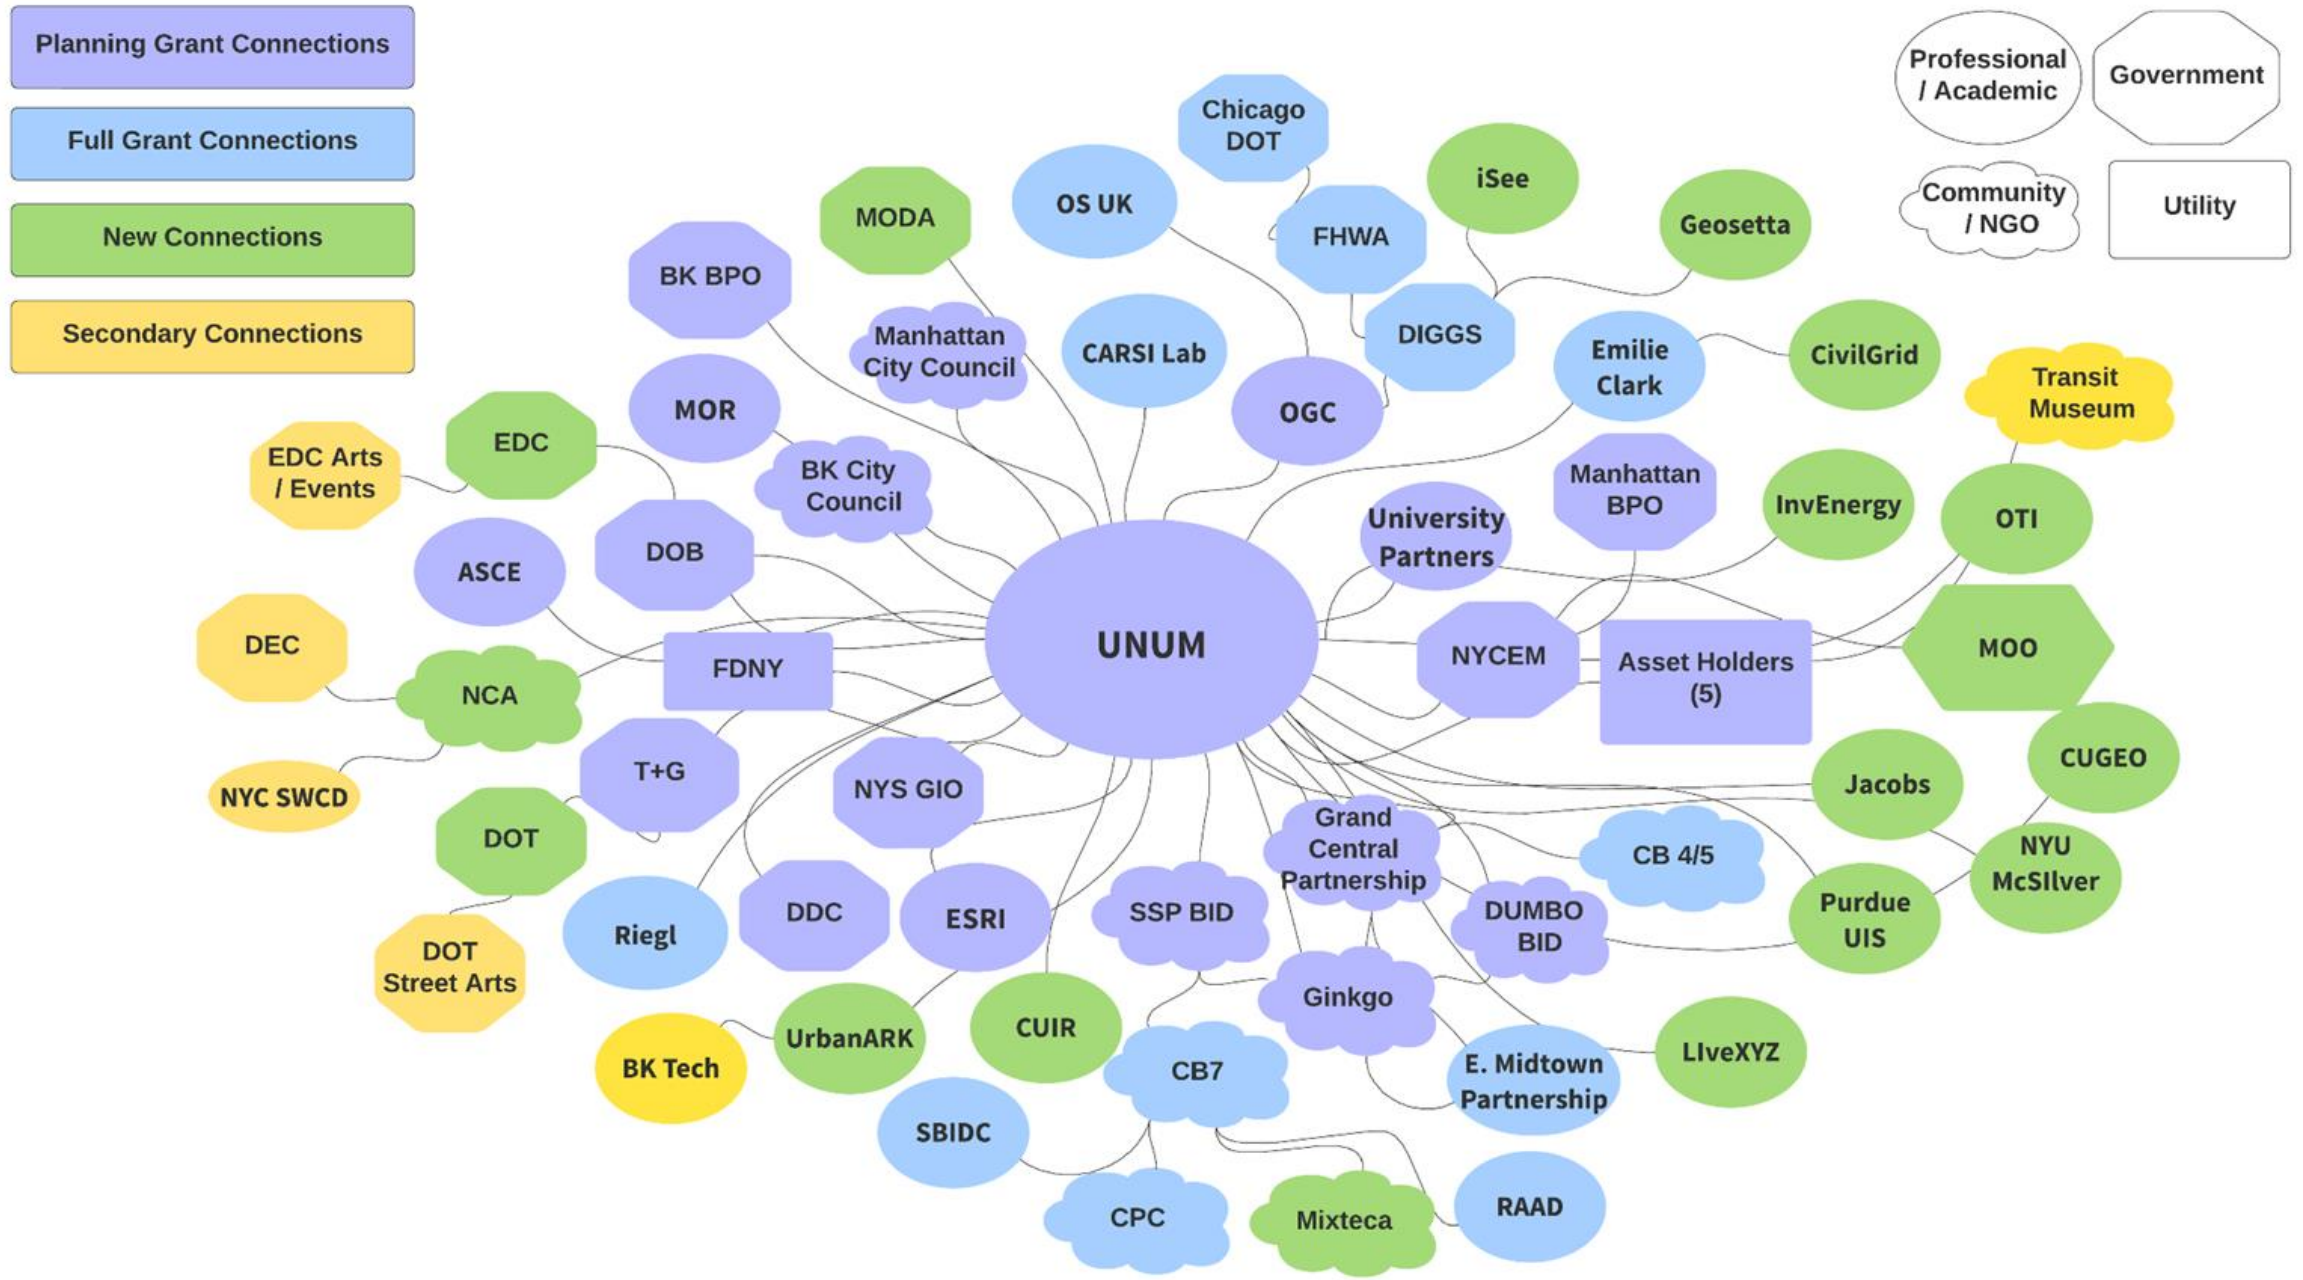 Planning Grant Connections
Full Grant Connections
New Connections
Secondary Connections
Professional
/ Academic
Government
Community
/ NGO
Utility
Chicago
DOT
iSee
MODA
OS UK
FHWA
Geosetta
BK BPO
Manhattan
City Council
CARSI Lab
DIGGS
Emilie
Clark
CivilGrid
MOR
OGC
Transit
Museum
EDC Arts
/ Events
EDC
BK City
Council
University
Partners
Manhattan
BPO
InvEnergy
OTI
ASCE
DOB
DEC
NCA
FDNY
UNUM
NYCEM
Asset Holders
(5)
MOO
NYC SWCD
T+G
NYS GIO
Grand
Central
Partnership
CB 4/5
Jacobs
CUGEO
DOT
NYU
McSIlver
DOT
Street Arts
Riegl
DDC
ESRI
SSP BID
DUMBO
BID
Purdue
UIS
Ginkgo
BK Tech
UrbanARK
CUIR
CB7
E. Midtown
Partnership
LIveXYZ
SBIDC
CPC
Mixteca
RAAD